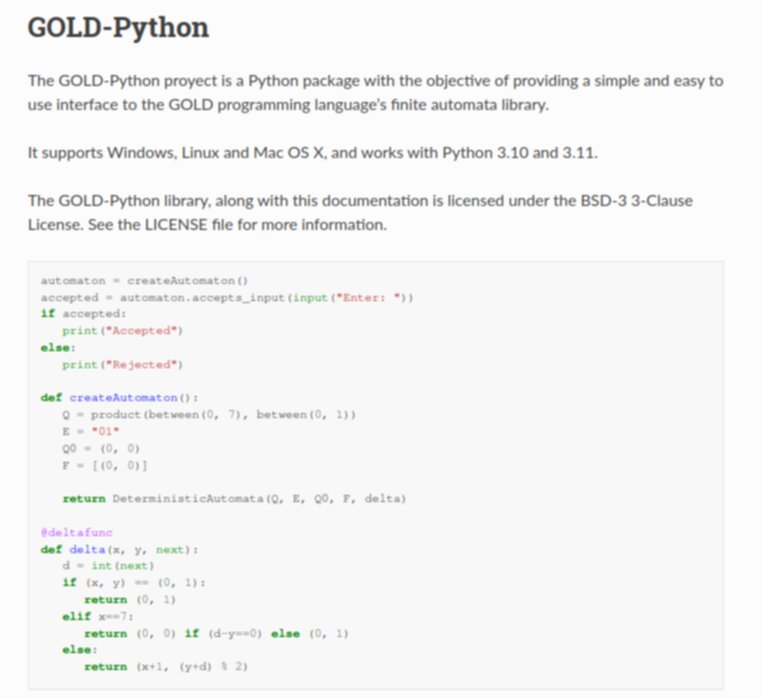 GOLD-Python
The GOLD-Python proyect is a Python package with the objective of providing a simple and easy to
use interface to the GOLD programming language's finite automata library.
It supports Windows, Linux and Mac OS X, and works with Python 3.10 and 3.11.
The GOLD-Python library, along with this documentation is licensed under the BSD-3 3-Clause
License. See the LICENSE file for more information.
automaton = createAutomaton()
accepted = automaton.accepts_input(input("Enter: "))
if accepted:
    print("Accepted")
else:
    print("Rejected")
def createAutomaton():
    Q = product(between(0, 7), between(0, 1))
    E = "01"
    Q0 = (0, 0)
    F = [(0, 0)]
    return DeterministicAutomata(Q, E, Q0, F, delta)
@deltafunc
def delta(x, y, next):
    d = int(next)
    if (x, y) == (0, 1):
        return (0, 1)
    elif x==7:
        return (0, 0) if (d-y==0) else (0, 1)
    else:
        return (x+1, (y+d) % 2)